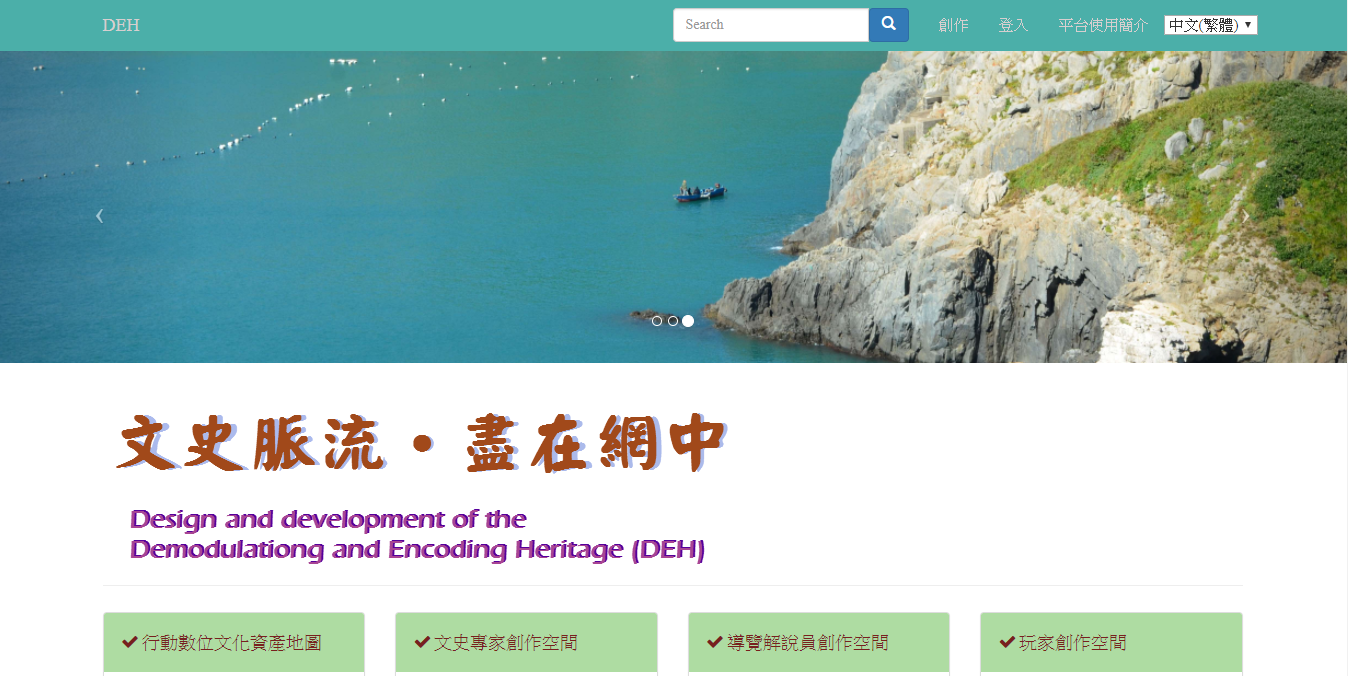 DEH
Search
創作
登入
平台使用簡介
中文(繁體)
文史脈流·盡在網中
Design and development of the
Demodulationg and Encoding Heritage (DEH)
行動數位文化資產地圖
文史專家創作空間
導覽解說員創作空間
玩家創作空間